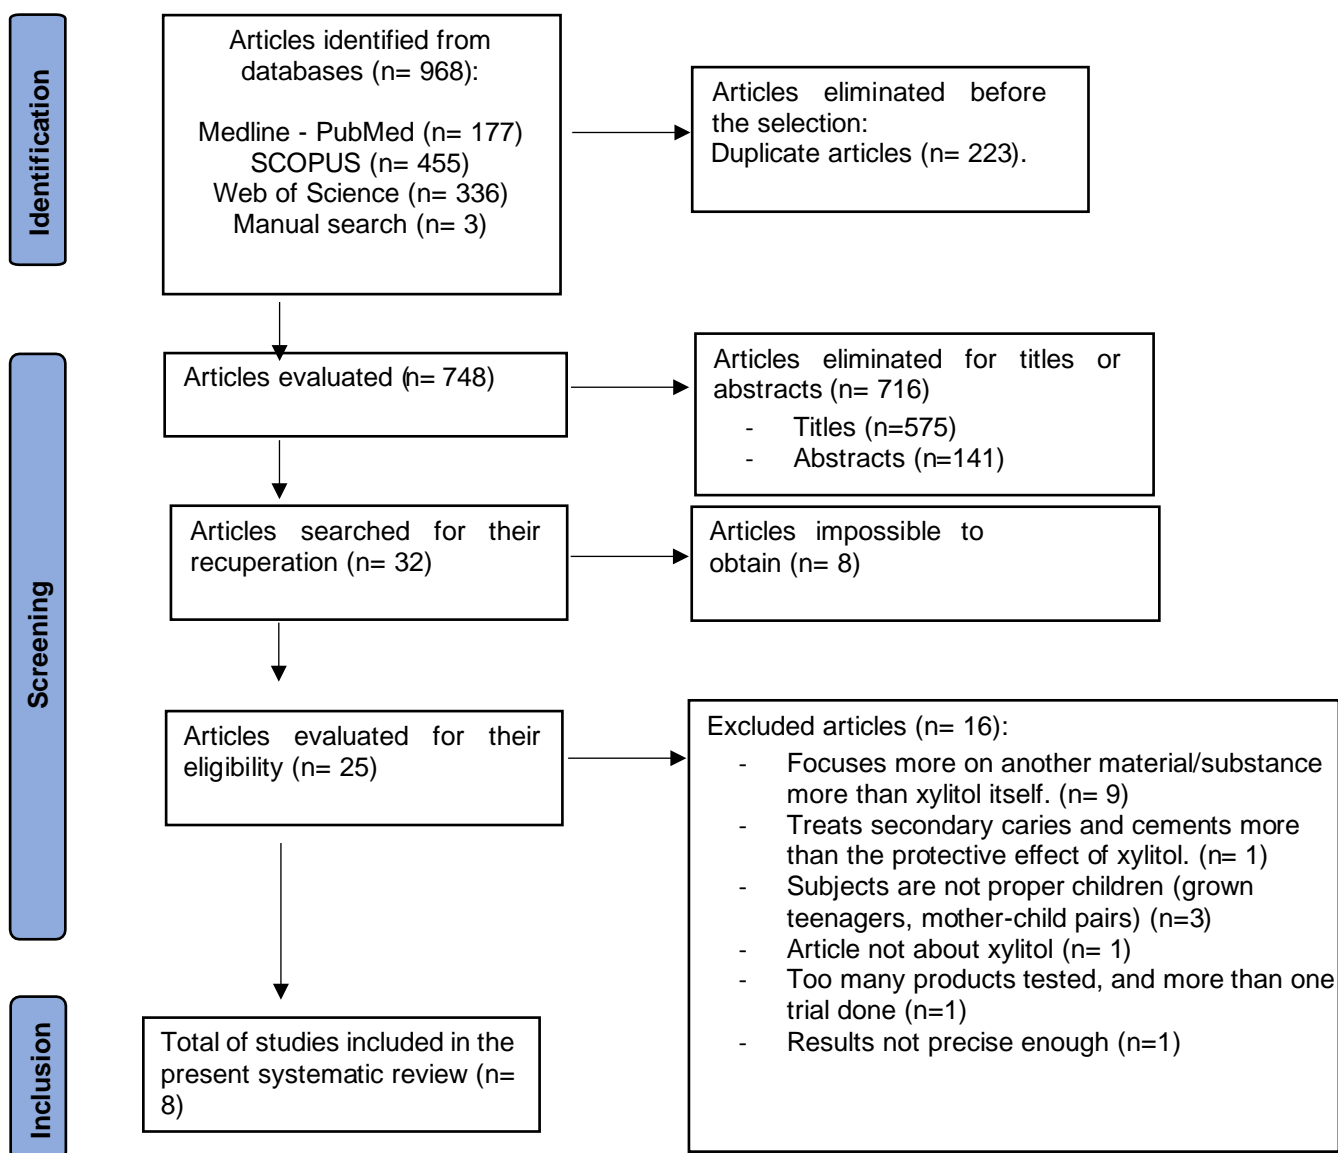 Identification
Articles identified from
databases (n= 968):
Medline - PubMed (n= 177)
SCOPUS (n= 455)
Web of Science (n= 336)
Manual search (n= 3)
Articles eliminated before
the selection:
Duplicate articles (n= 223).
Screening
Articles evaluated (n= 748)
Articles eliminated for titles or
abstracts (n= 716)
- Titles (n=575)
- Abstracts (n=141)
Articles searched for their
recuperation (n= 32)
Articles impossible to
obtain (n= 8)
Articles evaluated for their
eligibility (n= 25)
Excluded articles (n= 16):
- Focuses more on another material/substance
more than xylitol itself. (n= 9)
- Treats secondary caries and cements more
than the protective effect of xylitol. (n= 1)
- Subjects are not proper children (grown
teenagers, mother-child pairs) (n=3)
- Article not about xylitol (n= 1)
- Too many products tested, and more than one
trial done (n=1)
- Results not precise enough (n=1)
Inclusion
Total of studies included in the
present systematic review (n=
8)